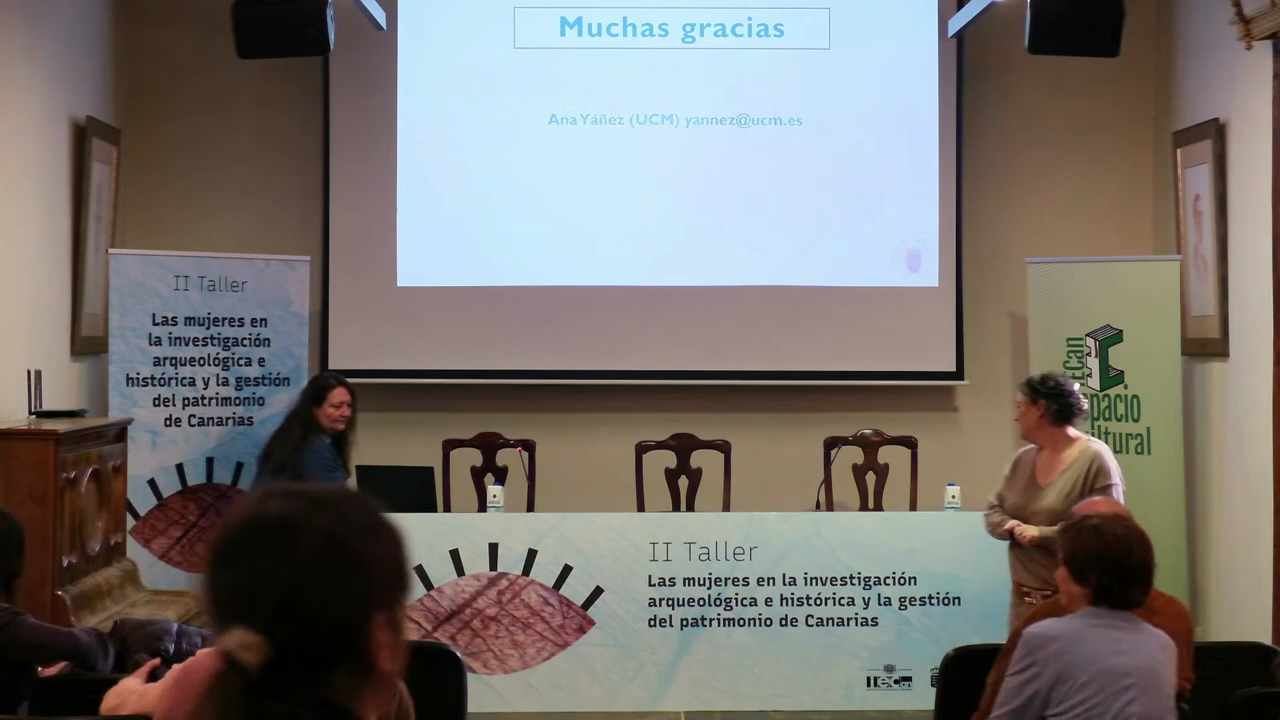 Muchas gracias
Ana Yáñez (UCM) yannez@ucm.es
II Taller
Las mujeres en
la investigación
arqueológica e
histórica y la gestión
del patrimonio
de Canarias
II Taller
Las mujeres en la investigación
arqueológica e histórica y la gestión
del patrimonio de Canarias